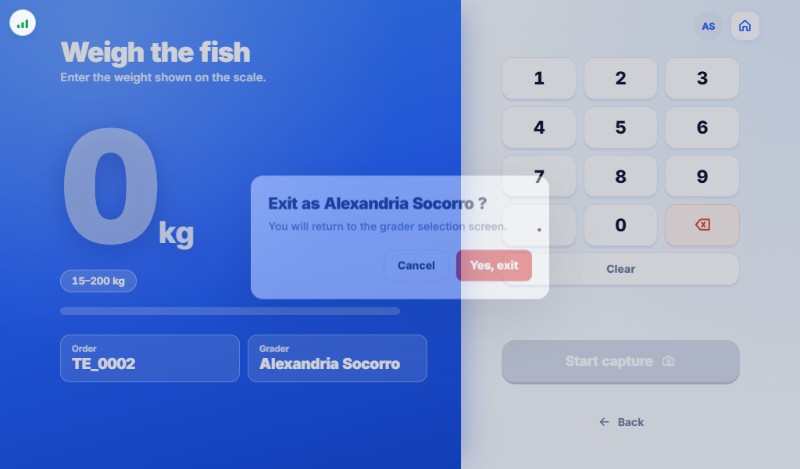 Weigh the fish
Enter the weight shown on the scale.
0 kg
15–200 kg
Order
TE_0002
Grader
Alexandria Socorro
Exit as Alexandria Socorro ?
You will return to the grader selection screen.
Cancel
Yes, exit
AS
1 2 3
4 5 6
7 8 9
. 0
Clear
Start capture
← Back